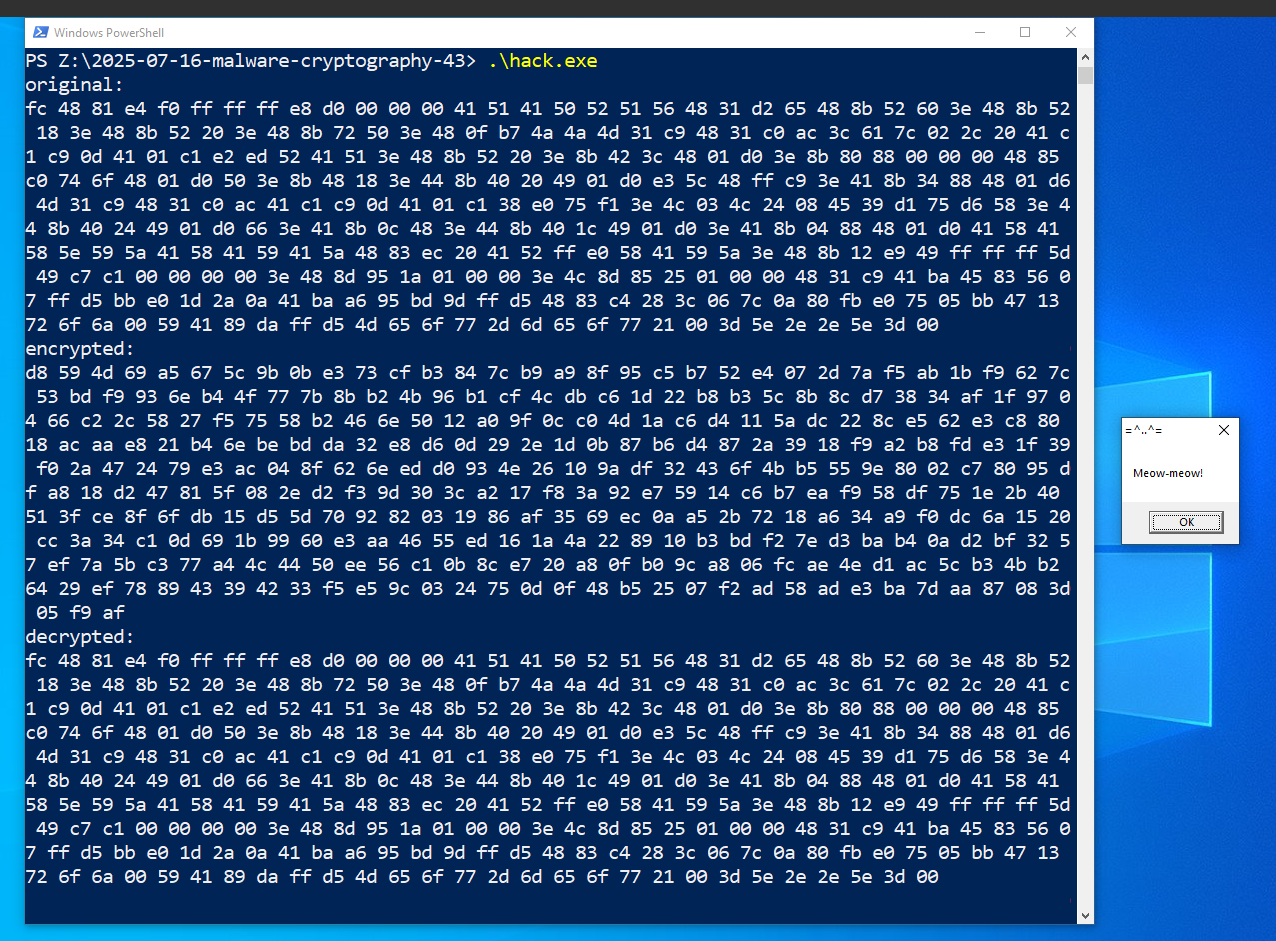 Windows PowerShell
PS Z:\2025-07-16-malware-cryptography-43> .\hack.exe
original:
fc 48 81 e4 f0 ff ff ff e8 d0 00 00 00 41 51 41 50 52 51 56 48 31 d2 65 48 8b 52 60 3e 48 8b 52
18 3e 48 8b 52 20 3e 48 8b 72 50 3e 48 0f b7 4a 4a 4d 31 c9 48 31 c0 ac 3c 61 7c 02 2c 20 41 c
1 c9 0d 41 01 c1 e2 ed 52 41 51 3e 48 8b 52 20 3e 8b 42 3c 48 01 d0 3e 8b 80 88 00 00 00 48 85
c0 74 6f 48 01 d0 50 3e 8b 48 18 3e 44 8b 40 20 49 01 d0 e3 5c 48 ff c9 3e 41 8b 34 88 48 01 d6
4d 31 c9 48 31 c0 ac 41 c1 c9 0d 41 01 c1 38 e0 75 f1 3e 4c 03 4c 24 08 45 39 d1 75 d6 58 3e 4
4 8b 40 24 49 01 d0 66 3e 41 8b 0c 48 3e 44 8b 40 1c 49 01 d0 3e 41 8b 04 88 48 01 d0 41 58 41
58 5e 59 5a 41 58 41 59 41 5a 48 83 ec 20 41 52 ff e0 58 41 59 5a 3e 48 8b 12 e9 49 ff ff ff 5d
49 c7 c1 00 00 00 00 3e 48 8d 95 1a 01 00 00 3e 4c 8d 85 25 01 00 00 48 31 c9 41 ba 45 83 56 0
7 ff d5 bb e0 1d 2a 0a 41 ba a6 95 bd 9d ff d5 48 83 c4 28 3c 06 7c 0a 80 fb e0 75 05 bb 47 13
72 6f 6a 00 59 41 89 da ff d5 4d 65 6f 77 2d 6d 65 6f 77 21 00 3d 5e 2e 2e 5e 3d 00
encrypted:
d8 59 4d 69 a5 67 5c 9b 0b e3 73 cf b3 84 7c b9 a9 8f 95 c5 b7 52 e4 07 2d 7a f5 ab 1b f9 62 7c
53 bd f9 93 6e b4 4f 77 7b 8b b2 4b 96 b1 cf 4c db c6 1d 22 b8 b3 5c 8b 8c d7 38 34 af 1f 97 0
4 66 c2 2c 58 27 f5 75 58 b2 46 6e 50 12 a0 9f 0c c0 4d 1a c6 d4 11 5a dc 22 8c e5 62 e3 c8 80
18 ac aa e8 21 b4 6e be bd da 32 e8 d6 0d 29 2e 1d 0b 87 b6 d4 87 2a 39 18 f9 a2 b8 fd e3 1f 39
f0 2a 47 24 79 e3 ac 04 8f 62 6e ed d0 93 4e 26 10 9a df 32 43 6f 4b b5 55 9e 80 02 c7 80 95 d
f a8 18 d2 47 81 5f 08 2e d2 f3 9d 30 3c a2 17 f8 3a 92 e7 59 14 c6 b7 ea f9 58 df 75 1e 2b 40
51 3f ce 8f 6f db 15 d5 5d 70 92 82 03 19 86 af 35 69 ec 0a a5 2b 72 18 a6 34 a9 f0 dc 6a 15 20
cc 3a 34 c1 0d 69 1b 99 60 e3 aa 46 55 ed 16 1a 4a 22 89 10 b3 bd f2 7e d3 ba b4 0a d2 bf 32 5
7 ef 7a 5b c3 77 a4 4c 44 50 ee 56 c1 0b 8c e7 20 a8 0f b0 9c a8 06 fc ae 4e d1 ac 5c b3 4b b2
64 29 ef 78 89 43 39 42 33 f5 e5 9c 03 24 75 0d 0f 48 b5 25 07 f2 ad 58 ad e3 ba 7d aa 87 08 3d
05 f9 af
decrypted:
fc 48 81 e4 f0 ff ff ff e8 d0 00 00 00 41 51 41 50 52 51 56 48 31 d2 65 48 8b 52 60 3e 48 8b 52
18 3e 48 8b 52 20 3e 48 8b 72 50 3e 48 0f b7 4a 4a 4d 31 c9 48 31 c0 ac 3c 61 7c 02 2c 20 41 c
1 c9 0d 41 01 c1 e2 ed 52 41 51 3e 48 8b 52 20 3e 8b 42 3c 48 01 d0 3e 8b 80 88 00 00 00 48 85
c0 74 6f 48 01 d0 50 3e 8b 48 18 3e 44 8b 40 20 49 01 d0 e3 5c 48 ff c9 3e 41 8b 34 88 48 01 d6
4d 31 c9 48 31 c0 ac 41 c1 c9 0d 41 01 c1 38 e0 75 f1 3e 4c 03 4c 24 08 45 39 d1 75 d6 58 3e 4
4 8b 40 24 49 01 d0 66 3e 41 8b 0c 48 3e 44 8b 40 1c 49 01 d0 3e 41 8b 04 88 48 01 d0 41 58 41
58 5e 59 5a 41 58 41 59 41 5a 48 83 ec 20 41 52 ff e0 58 41 59 5a 3e 48 8b 12 e9 49 ff ff ff 5d
49 c7 c1 00 00 00 00 3e 48 8d 95 1a 01 00 00 3e 4c 8d 85 25 01 00 00 48 31 c9 41 ba 45 83 56 0
7 ff d5 bb e0 1d 2a 0a 41 ba a6 95 bd 9d ff d5 48 83 c4 28 3c 06 7c 0a 80 fb e0 75 05 bb 47 13
72 6f 6a 00 59 41 89 da ff d5 4d 65 6f 77 2d 6d 65 6f 77 21 00 3d 5e 2e 2e 5e 3d 00
=^..^=
Meow-meow!
OK